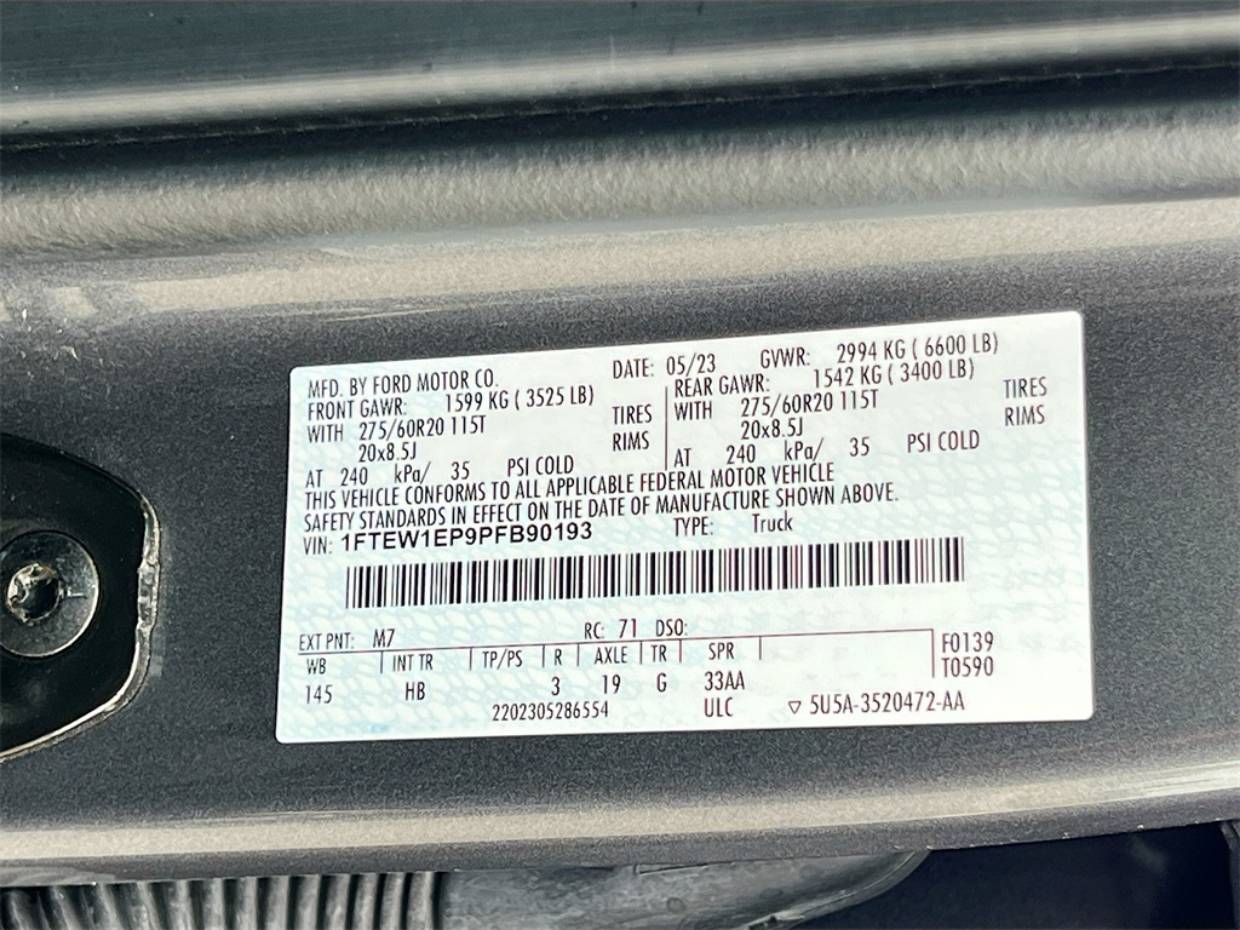 MFD. BY FORD MOTOR CO. DATE: 05/23 GVWR: 2994 KG ( 6600 LB)
FRONT GAWR: 1599 KG ( 3525 LB) REAR GAWR: 1542 KG ( 3400 LB)
WITH 275/60R20 115T TIRES WITH 275/60R20 115T TIRES
20x8.5J RIMS 20x8.5J RIMS
AT 240 kPa/ 35 PSI COLD AT 240 kPa/ 35 PSI COLD
THIS VEHICLE CONFORMS TO ALL APPLICABLE FEDERAL MOTOR VEHICLE
SAFETY STANDARDS IN EFFECT ON THE DATE OF MANUFACTURE SHOWN ABOVE.
VIN: 1FTEW1EP9PFB90193 TYPE: Truck
EXT PNT: M7 RC: 71 DSO: F0139
WB INT TR TP/PS R AXLE TR SPR T0590
145 HB 3 19 G 33AA
2202305286554 ULC ▽ 5U5A-3520472-AA